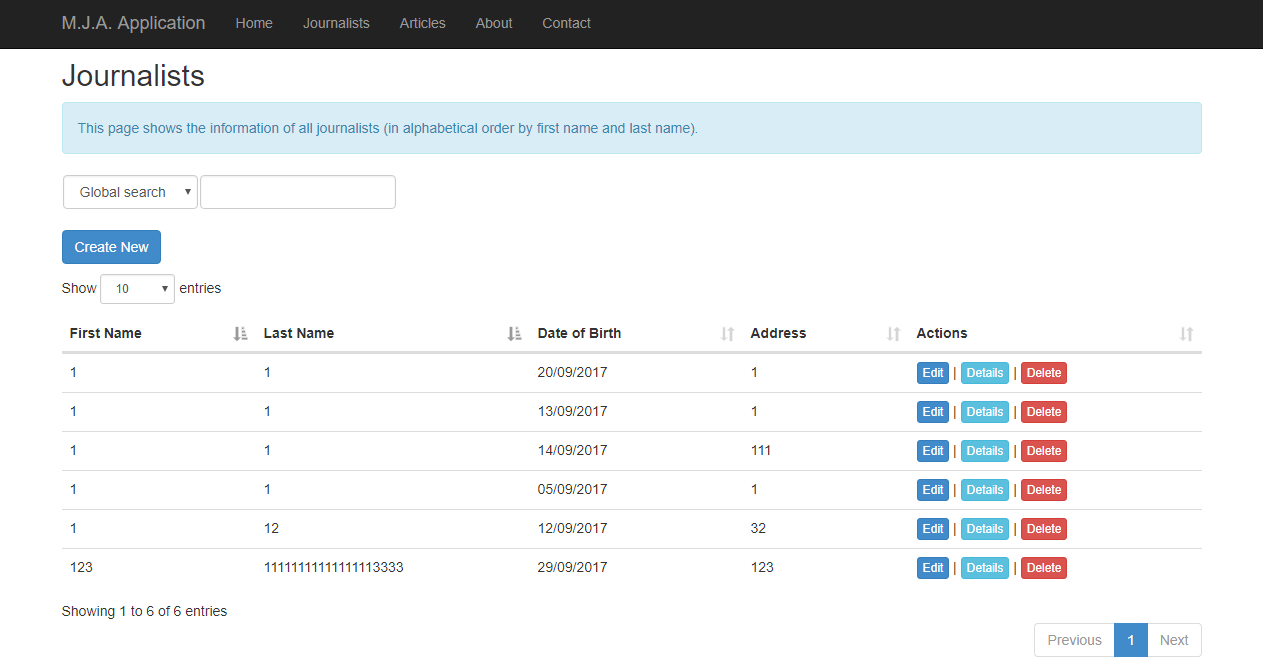 M.J.A. Application Home Journalists Articles About Contact
Journalists
This page shows the information of all journalists (in alphabetical order by first name and last name).
Global search
Create New
Show 10 entries
First Name Last Name Date of Birth Address Actions
1 1 20/09/2017 1 Edit | Details | Delete
1 1 13/09/2017 1 Edit | Details | Delete
1 1 14/09/2017 111 Edit | Details | Delete
1 1 05/09/2017 1 Edit | Details | Delete
1 12 12/09/2017 32 Edit | Details | Delete
123 11111111111111113333 29/09/2017 123 Edit | Details | Delete
Showing 1 to 6 of 6 entries
Previous 1 Next